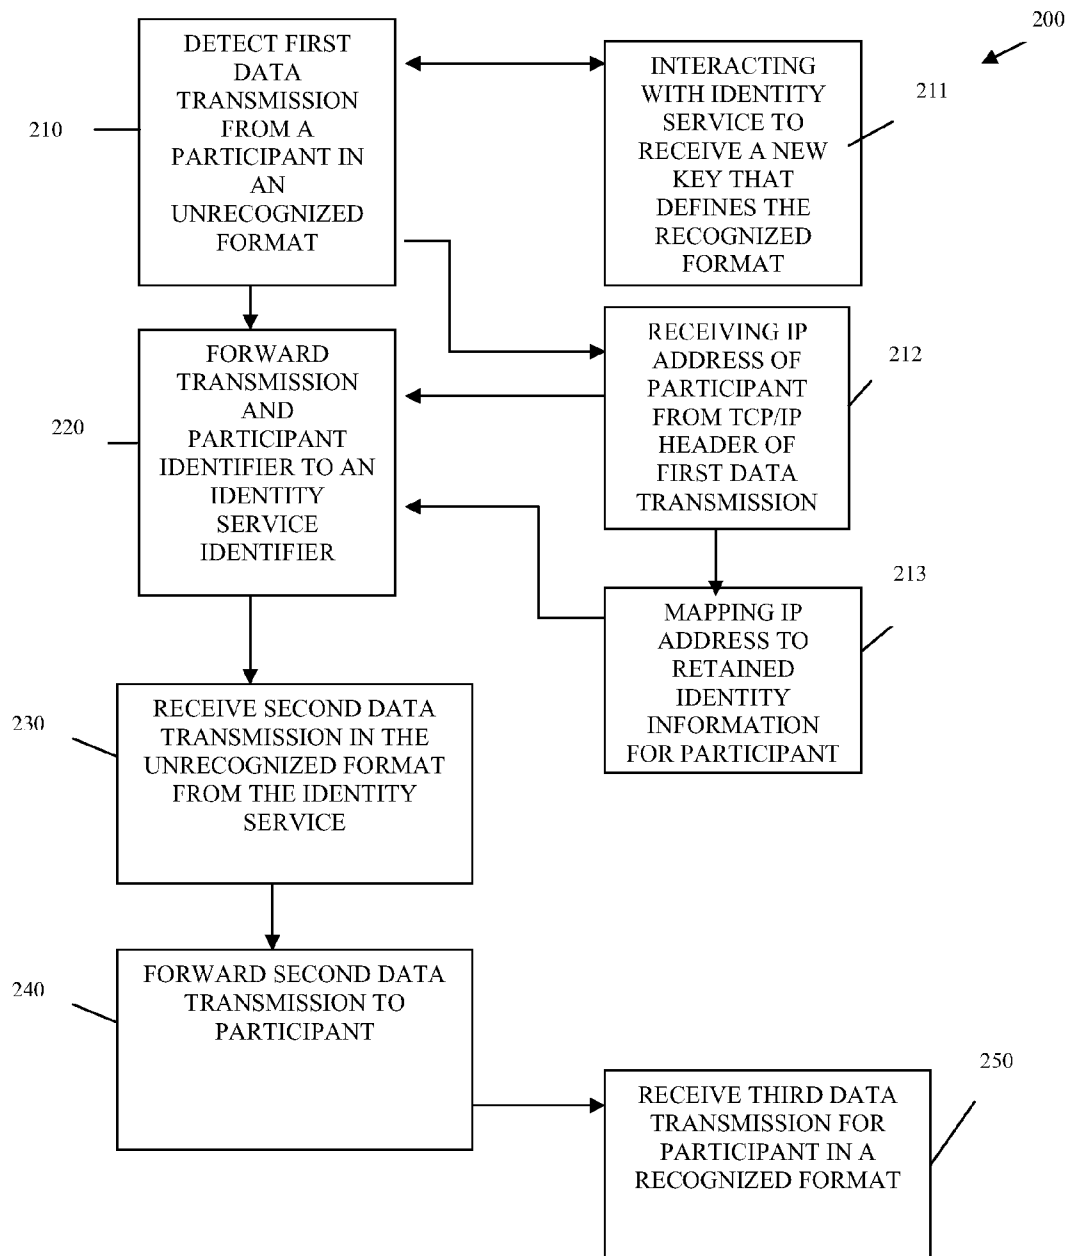 200
DETECT FIRST
DATA
TRANSMISSION
FROM A
PARTICIPANT IN
AN
UNRECOGNIZED
FORMAT
210
INTERACTING
WITH IDENTITY
SERVICE TO
RECEIVE A NEW
KEY THAT
DEFINES THE
RECOGNIZED
FORMAT
211
FORWARD
TRANSMISSION
AND
PARTICIPANT
IDENTIFIER TO AN
IDENTITY
SERVICE
IDENTIFIER
220
RECEIVING IP
ADDRESS OF
PARTICIPANT
FROM TCP/IP
HEADER OF
FIRST DATA
TRANSMISSION
212
MAPPING IP
ADDRESS TO
RETAINED
IDENTITY
INFORMATION
FOR PARTICIPANT
213
RECEIVE SECOND DATA
TRANSMISSION IN THE
UNRECOGNIZED FORMAT
FROM THE IDENTITY
SERVICE
230
FORWARD SECOND DATA
TRANSMISSION TO
PARTICIPANT
240
RECEIVE THIRD DATA
TRANSMISSION FOR
PARTICIPANT IN A
RECOGNIZED FORMAT
250